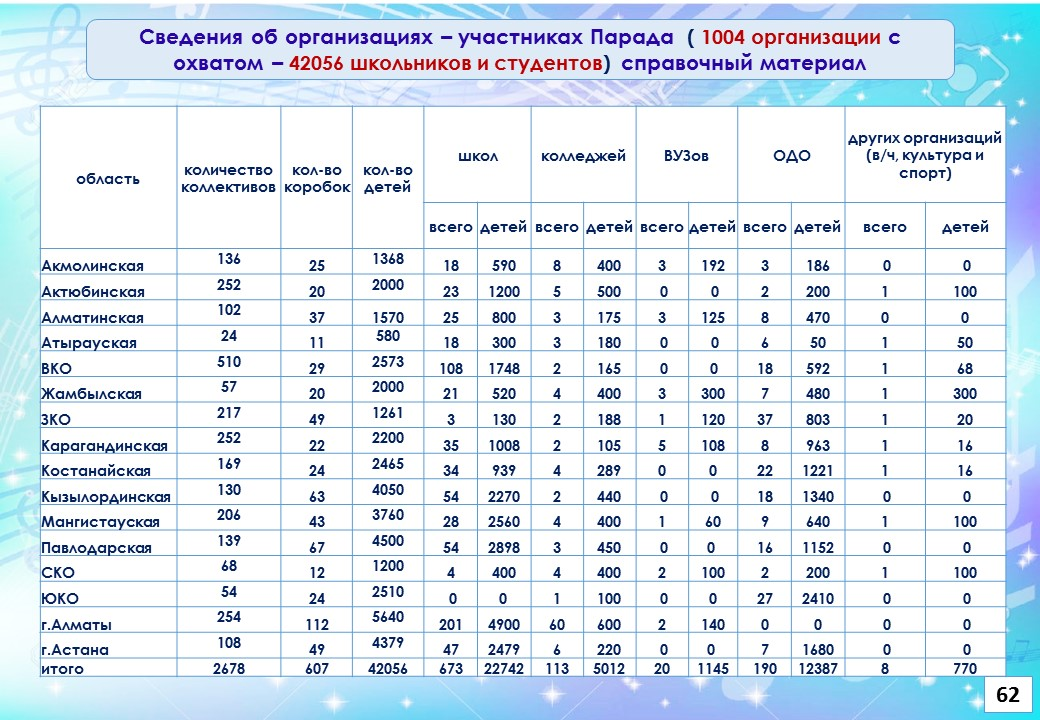 Сведения об организациях – участниках Парада ( 1004 организации с
охватом – 42056 школьников и студентов) справочный материал
область количество коллективов кол-во коробок кол-во детей школ колледжей ВУЗов ОДО других организаций (в/ч, культура и спорт)
всего детей всего детей всего детей всего детей всего детей
Акмолинская 136 25 1368 18 590 8 400 3 192 3 186 0 0
Актюбинская 252 20 2000 23 1200 5 500 0 0 2 200 1 100
Алматинская 102 37 1570 25 800 3 175 3 125 8 470 0 0
Атырауская 24 11 580 18 300 3 180 0 0 6 50 1 50
ВКО 510 29 2573 108 1748 2 165 0 0 18 592 1 68
Жамбылская 57 20 2000 21 520 4 400 3 300 7 480 1 300
ЗКО 217 49 1261 3 130 2 188 1 120 37 803 1 20
Карагандинская 252 22 2200 35 1008 2 105 5 108 8 963 1 16
Костанайская 169 24 2465 34 939 4 289 0 0 22 1221 1 16
Кызылординская 130 63 4050 54 2270 2 440 0 0 18 1340 0 0
Мангистауская 206 43 3760 28 2560 4 400 1 60 9 640 1 100
Павлодарская 139 67 4500 54 2898 3 450 0 0 16 1152 0 0
СКО 68 12 1200 4 400 4 400 2 100 2 200 1 100
ЮКО 54 24 2510 0 0 1 100 0 0 27 2410 0 0
г.Алматы 254 112 5640 201 4900 60 600 2 140 0 0 0 0
г.Астана 108 49 4379 47 2479 6 220 0 0 7 1680 0 0
итого 2678 607 42056 673 22742 113 5012 20 1145 190 12387 8 770
62